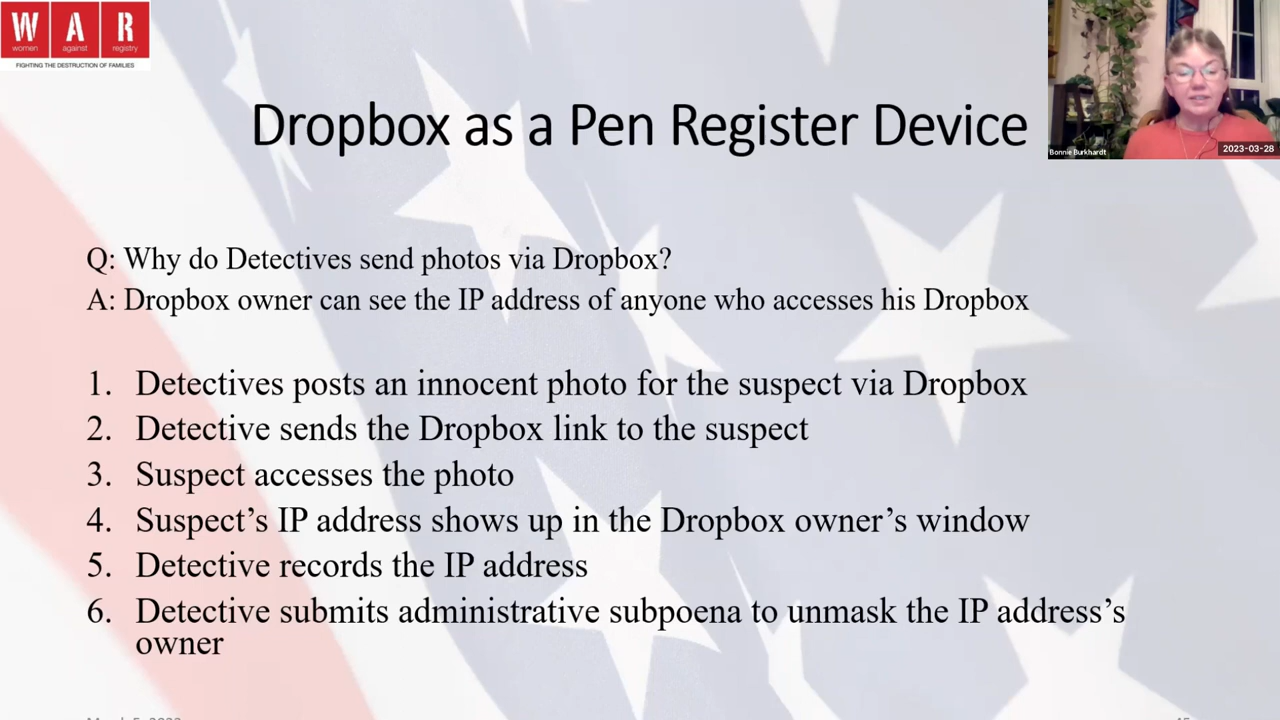 W A R
women against registry
FIGHTING THE DESTRUCTION OF FAMILIES
Dropbox as a Pen Register Device
Bonnie Burkhardt
2023-03-28
Q: Why do Detectives send photos via Dropbox?
A: Dropbox owner can see the IP address of anyone who accesses his Dropbox
1. Detectives posts an innocent photo for the suspect via Dropbox
2. Detective sends the Dropbox link to the suspect
3. Suspect accesses the photo
4. Suspect’s IP address shows up in the Dropbox owner’s window
5. Detective records the IP address
6. Detective submits administrative subpoena to unmask the IP address’s
owner